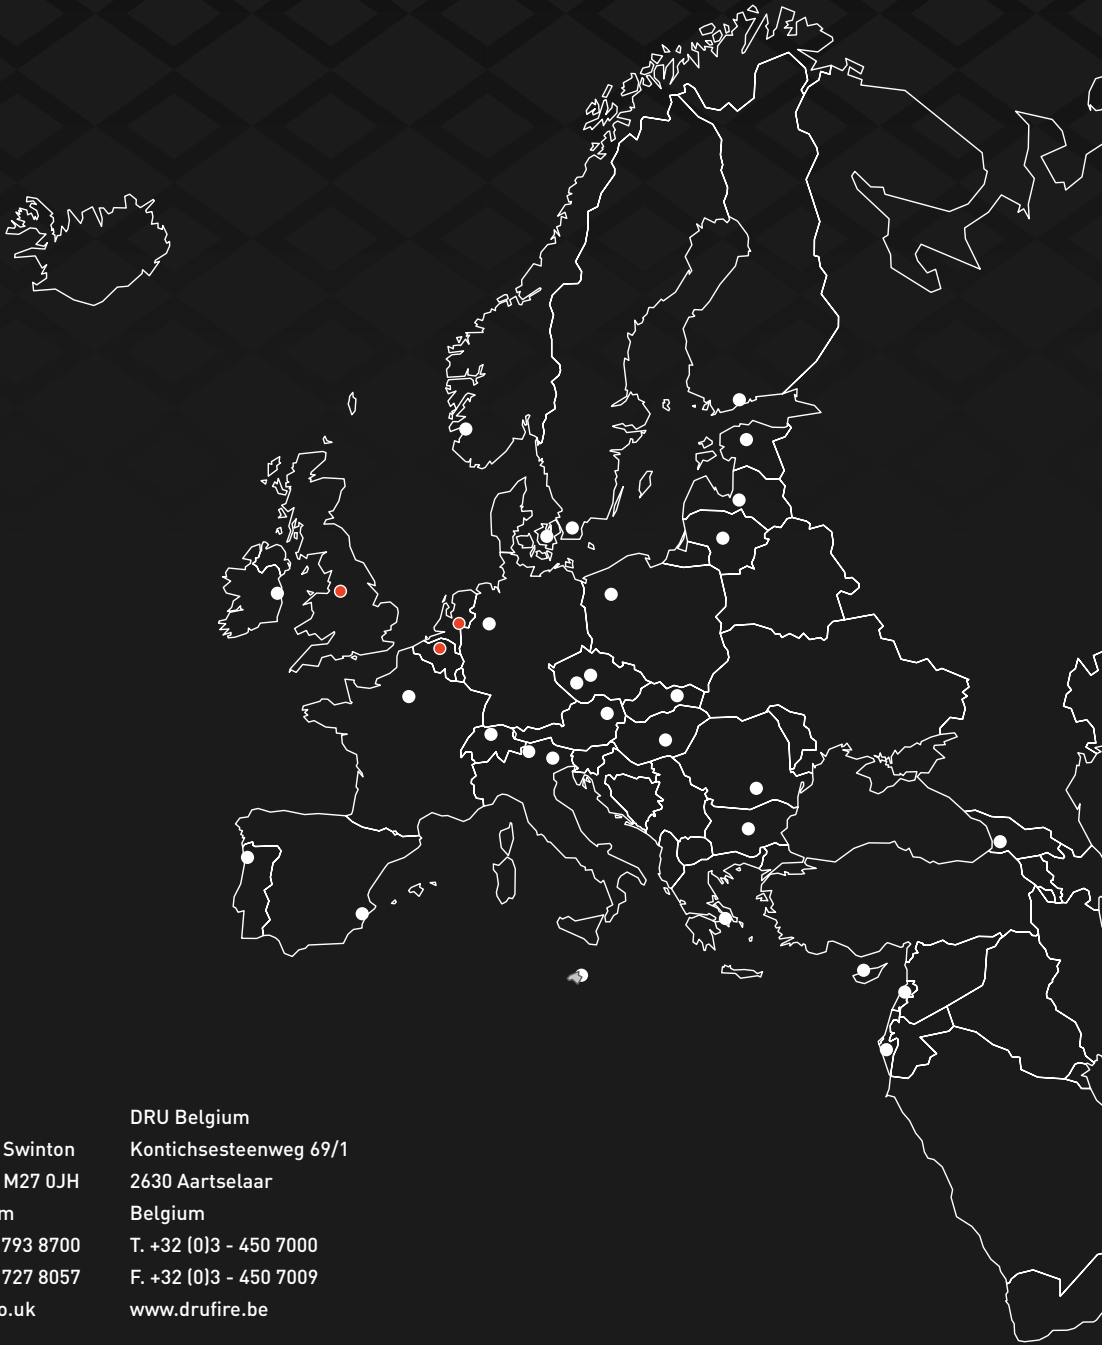 Swinton
M27 0JH
793 8700
727 8057
o.uk
DRU Belgium
Kontichsesteenweg 69/1
2630 Aartselaar
Belgium
T. +32 (0)3 - 450 7000
F. +32 (0)3 - 450 7009
www.drufire.be